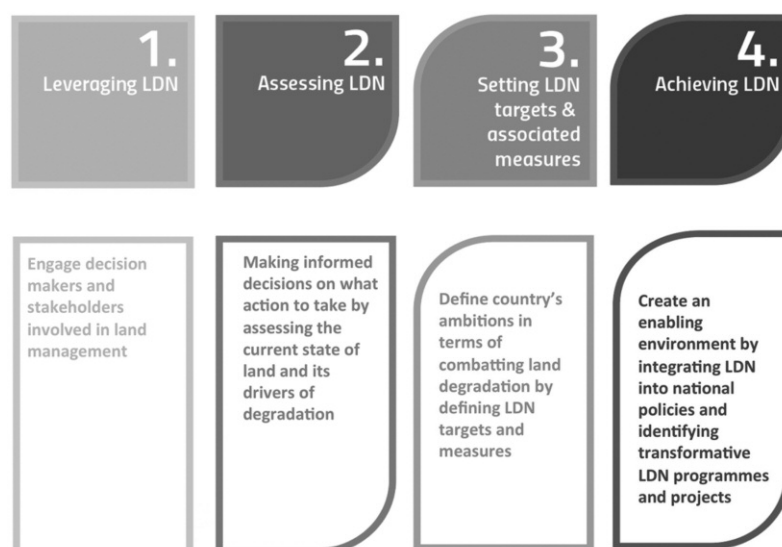 1.
Leveraging LDN
2.
Assessing LDN
3.
Setting LDN
targets &
associated
measures
4.
Achieving LDN
Engage decision
makers and
stakeholders
involved in land
management
Making informed
decisions on what
action to take by
assessing the
current state of
land and its
drivers of
degradation
Define country's
ambitions in
terms of
combatting land
degradation by
defining LDN
targets and
measures
Create an
enabling
environment by
integrating LDN
into national
policies and
identifying
transformative
LDN programmes
and projects